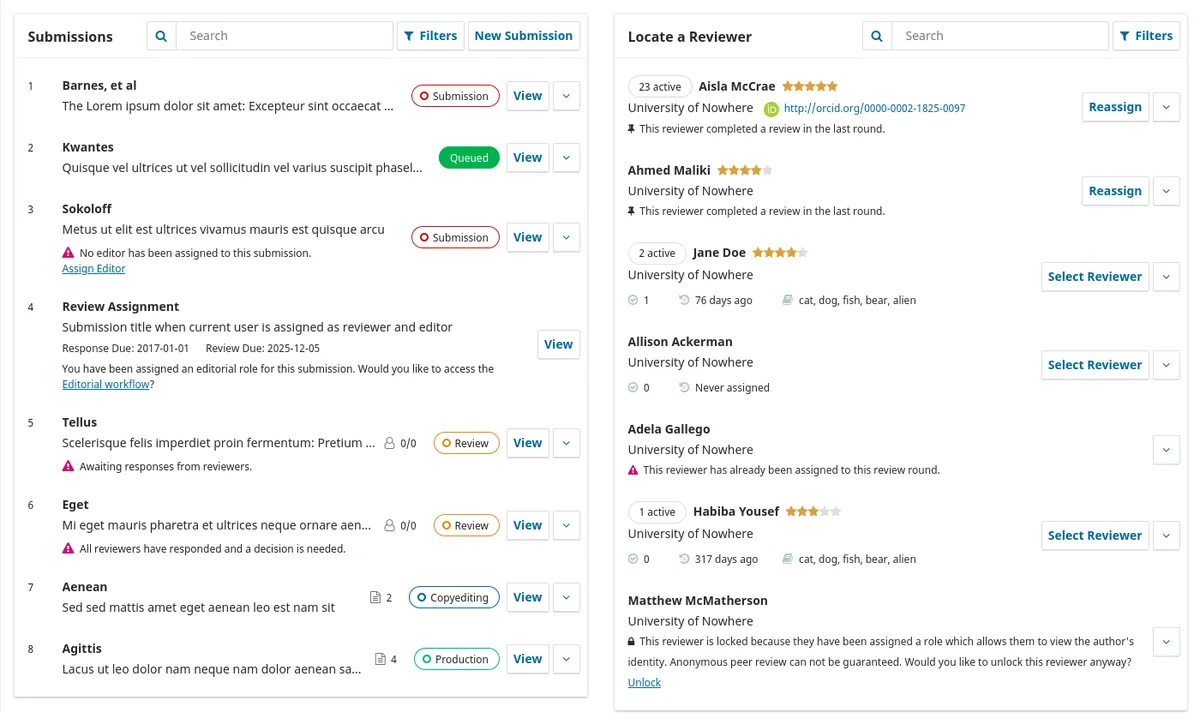 Submissions
Search
Filters
New Submission
1
Barnes, et al
The Lorem ipsum dolor sit amet: Excepteur sint occaecat ...
Submission
View
2
Kwantes
Quisque vel ultrices ut vel sollicitudin vel varius suscipit phasel...
Queued
View
3
Sokoloff
Metus ut elit est ultrices vivamus mauris est quisque arcu
No editor has been assigned to this submission.
Assign Editor
Submission
View
4
Review Assignment
Submission title when current user is assigned as reviewer and editor
Response Due: 2017-01-01 Review Due: 2025-12-05
You have been assigned an editorial role for this submission. Would you like to access the
Editorial workflow?
View
5
Tellus
Scelerisque felis imperdiet proin fermentum: Pretium ...
0/0
Review
View
Awaiting responses from reviewers.
6
Eget
Mi eget mauris pharetra et ultrices neque ornare aen...
0/0
Review
View
All reviewers have responded and a decision is needed.
7
Aenean
Sed sed mattis amet eget aenean leo est nam sit
2
Copyediting
View
8
Agittis
Lacus ut leo dolor nam neque nam dolor aenean sa...
4
Production
View
Locate a Reviewer
Search
Filters
23 active Aisla McCrae
University of Nowhere iD http://orcid.org/0000-0002-1825-0097
This reviewer completed a review in the last round.
Reassign
Ahmed Maliki
University of Nowhere
This reviewer completed a review in the last round.
Reassign
2 active Jane Doe
University of Nowhere
1 76 days ago cat, dog, fish, bear, alien
Select Reviewer
Allison Ackerman
University of Nowhere
0 Never assigned
Select Reviewer
Adela Gallego
University of Nowhere
This reviewer has already been assigned to this review round.
1 active Habiba Yousef
University of Nowhere
0 317 days ago cat, dog, fish, bear, alien
Select Reviewer
Matthew McMatherson
University of Nowhere
This reviewer is locked because they have been assigned a role which allows them to view the author's
identity. Anonymous peer review can not be guaranteed. Would you like to unlock this reviewer anyway?
Unlock